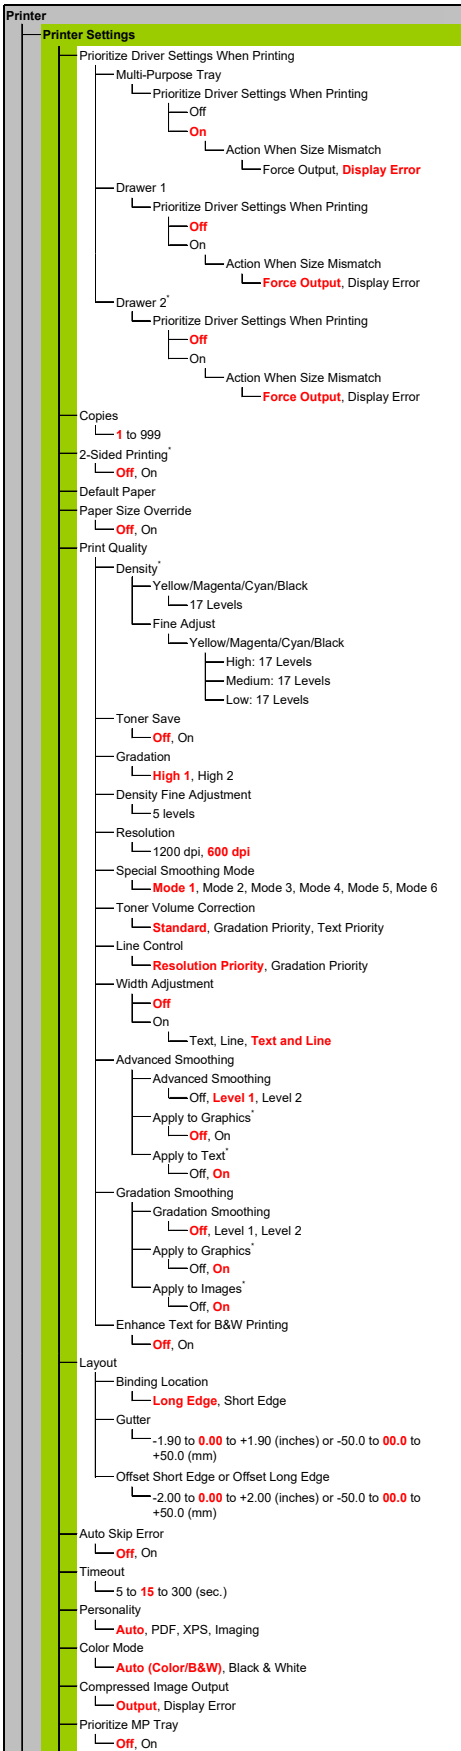 Printer
Printer Settings
Prioritize Driver Settings When Printing
Multi-Purpose Tray
Prioritize Driver Settings When Printing
Off
On
Action When Size Mismatch
Force Output, Display Error
Drawer 1
Prioritize Driver Settings When Printing
Off
On
Action When Size Mismatch
Force Output, Display Error
Drawer 2*
Prioritize Driver Settings When Printing
Off
On
Action When Size Mismatch
Force Output, Display Error
Copies
1 to 999
2-Sided Printing*
Off, On
Default Paper
Paper Size Override
Off, On
Print Quality
Density*
Yellow/Magenta/Cyan/Black
17 Levels
Fine Adjust
Yellow/Magenta/Cyan/Black
High: 17 Levels
Medium: 17 Levels
Low: 17 Levels
Toner Save
Off, On
Gradation
High 1, High 2
Density Fine Adjustment
5 levels
Resolution
1200 dpi, 600 dpi
Special Smoothing Mode
Mode 1, Mode 2, Mode 3, Mode 4, Mode 5, Mode 6
Toner Volume Correction
Standard, Gradation Priority, Text Priority
Line Control
Resolution Priority, Gradation Priority
Width Adjustment
Off
On
Text, Line, Text and Line
Advanced Smoothing
Advanced Smoothing
Off, Level 1, Level 2
Apply to Graphics*
Off, On
Apply to Text*
Off, On
Gradation Smoothing
Gradation Smoothing
Off, Level 1, Level 2
Apply to Graphics*
Off, On
Apply to Images*
Off, On
Enhance Text for B&W Printing
Off, On
Layout
Binding Location
Long Edge, Short Edge
Gutter
-1.90 to 0.00 to +1.90 (inches) or -50.0 to 00.0 to
+50.0 (mm)
Offset Short Edge or Offset Long Edge
-2.00 to 0.00 to +2.00 (inches) or -50.0 to 00.0 to
+50.0 (mm)
Auto Skip Error
Off, On
Timeout
5 to 15 to 300 (sec.)
Personality
Auto, PDF, XPS, Imaging
Color Mode
Auto (Color/B&W), Black & White
Compressed Image Output
Output, Display Error
Prioritize MP Tray
Off, On